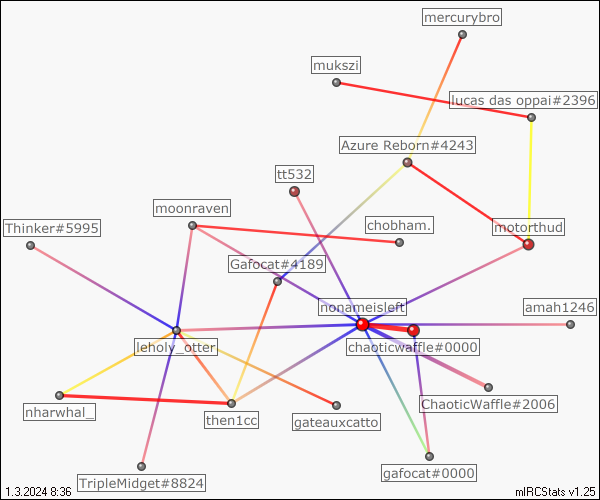 mercurybro
mukszi
lucas das oppai#2396
Azure Reborn#4243
tt532
moonraven
chobham.
motorthud
Thinker#5995
Gafocat#4189
nonameisleft
amah1246
leholy_otter
chaoticwaffle#0000
ChaoticWaffle#2006
nharwhal_
then1cc
gateauxcatto
gafocat#0000
TripleMidget#8824
1.3.2024 8:36
mIRCStats v1.25